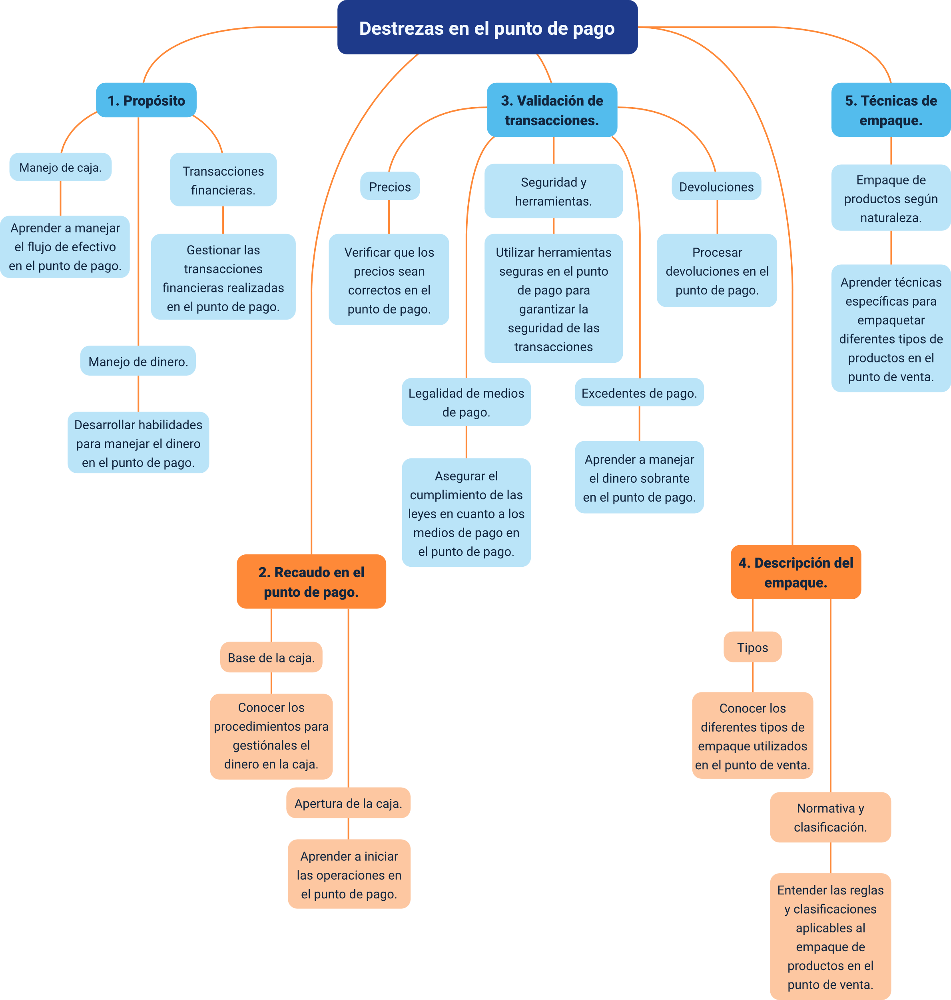 Destrezas en el punto de pago
1. Propósito
Manejo de caja.
Aprender a manejar
el flujo de efectivo
en el punto de pago.
Transacciones
financieras.
Gestionar las
transacciones
financieras realizadas
en el punto de pago.
Manejo de dinero.
Desarrollar habilidades
para manejar el dinero
en el punto de pago.
2. Recaudo en el
punto de pago.
Base de la caja.
Conocer los
procedimientos para
gestiónales el
dinero en la caja.
Apertura de la caja.
Aprender a iniciar
las operaciones en
el punto de pago.
3. Validación de
transacciones.
Precios
Verificar que los
precios sean
correctos en el
punto de pago.
Legalidad de medios
de pago.
Asegurar el
cumplimiento de las
leyes en cuanto a los
medios de pago en
el punto de pago.
Seguridad y
herramientas.
Utilizar herramientas
seguras en el punto
de pago para
garantizar la
seguridad de las
transacciones
Excedentes de pago.
Aprender a manejar
el dinero sobrante
en el punto de pago.
Devoluciones
Procesar
devoluciones en el
punto de pago.
4. Descripción del
empaque.
Tipos
Conocer los
diferentes tipos de
empaque utilizados
en el punto de venta.
Normativa y
clasificación.
Entender las reglas
y clasificaciones
aplicables al
empaque de
productos en el
punto de venta.
5. Técnicas de
empaque.
Empaque de
productos según
naturaleza.
Aprender técnicas
específicas para
empaquetar
diferentes tipos de
productos en el
punto de venta.